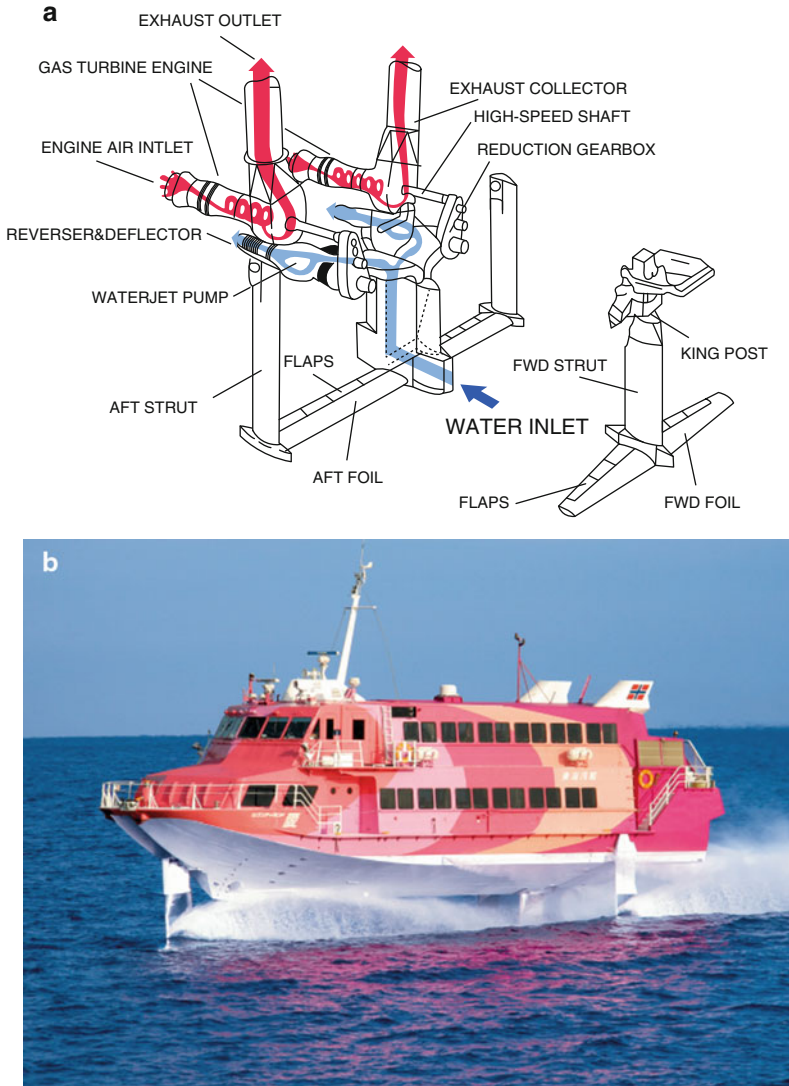 a
EXHAUST OUTLET
GAS TURBINE ENGINE
EXHAUST COLLECTOR
HIGH-SPEED SHAFT
ENGINE AIR INTLET
REDUCTION GEARBOX
REVERSER&DEFLECTOR
WATERJET PUMP
FLAPS
FWD STRUT
KING POST
AFT STRUT
WATER INLET
AFT FOIL
FLAPS
FWD FOIL
b